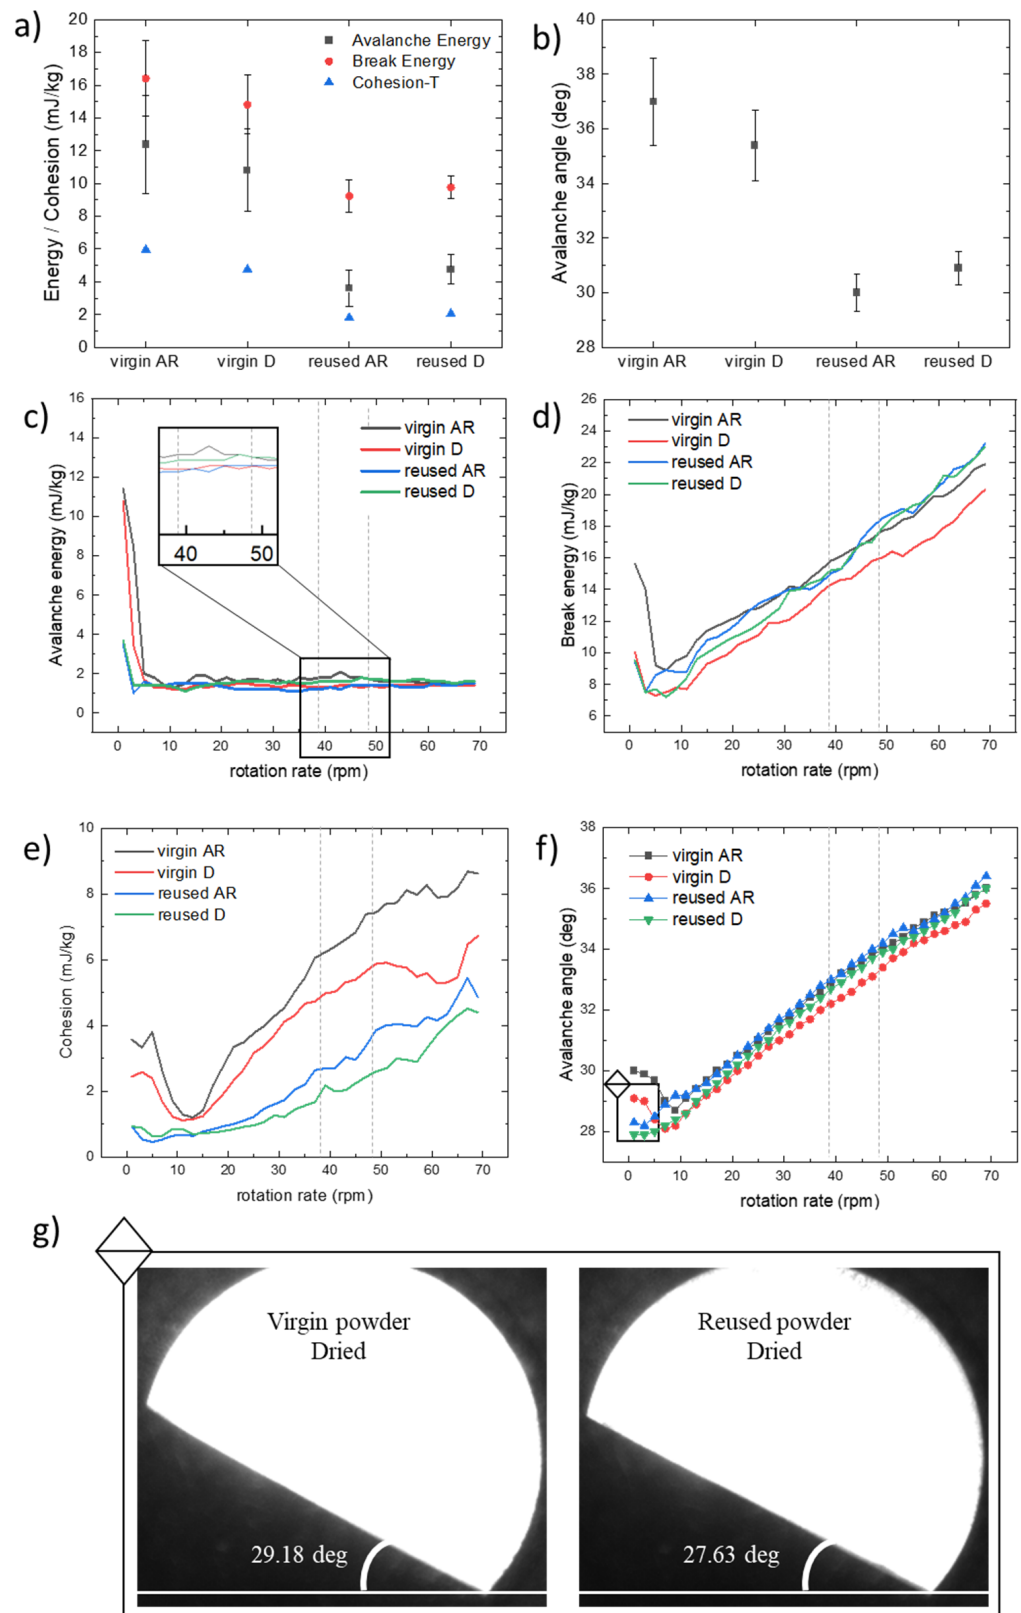 a)
20
18
16
14
12
10
8
6
4
2
0
Energy / Cohesion (mJ/kg)
Avalanche Energy
Break Energy
Cohesion-T
virgin AR
virgin D
reused AR
reused D
b)
40
38
36
34
32
30
28
Avalanche angle (deg)
virgin AR
virgin D
reused AR
reused D
c)
16
14
12
10
8
6
4
2
0
Avalanche energy (mJ/kg)
virgin AR
virgin D
reused AR
reused D
40 50
0 10 20 30 40 50 60 70
rotation rate (rpm)
d)
26
24
22
20
18
16
14
12
10
8
6
Break energy (mJ/kg)
virgin AR
virgin D
reused AR
reused D
0 10 20 30 40 50 60 70
rotation rate (rpm)
e)
10
8
6
4
2
0
Cohesion (mJ/kg)
virgin AR
virgin D
reused AR
reused D
0 10 20 30 40 50 60 70
rotation rate (rpm)
f)
38
36
34
32
30
28
Avalanche angle (deg)
virgin AR
virgin D
reused AR
reused D
0 10 20 30 40 50 60 70
rotation rate (rpm)
g)
Virgin powder
Dried
29.18 deg
Reused powder
Dried
27.63 deg